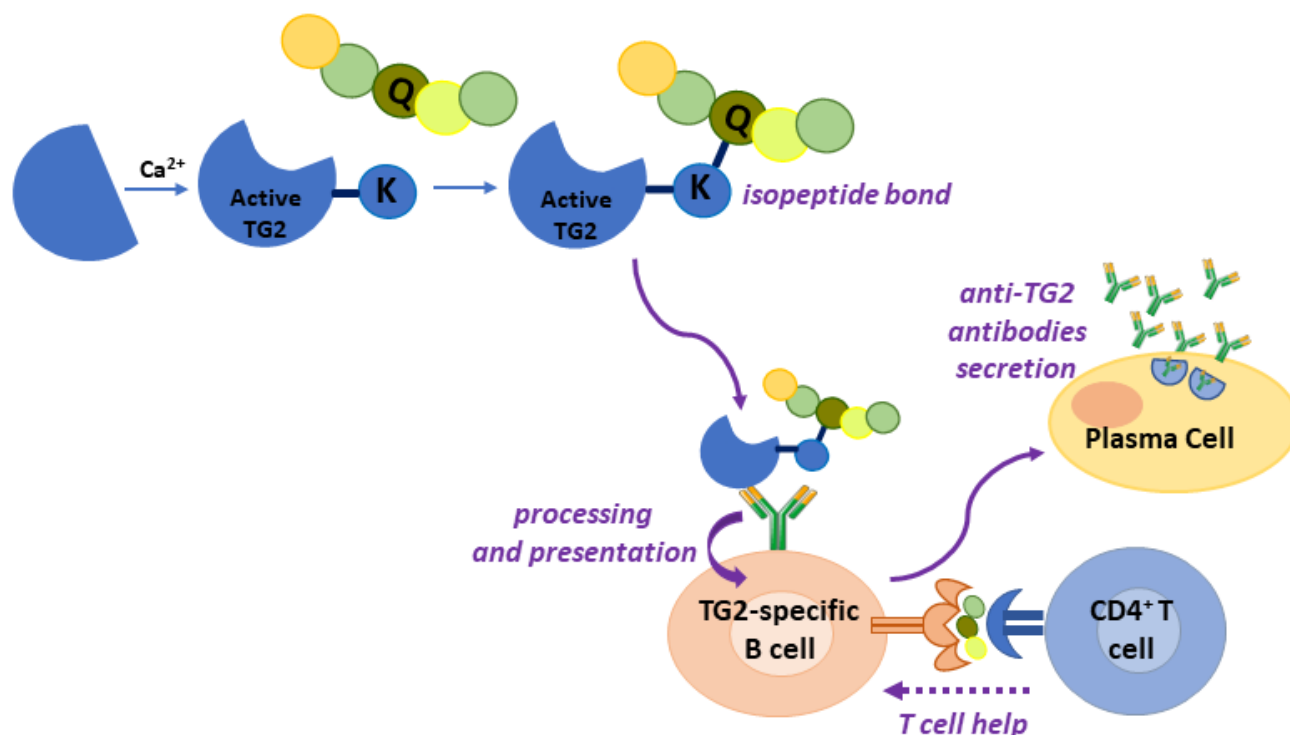 Q
Q
Ca²⁺
Active
TG2
K
Active
TG2
K
isopeptide bond
anti-TG2
antibodies
secretion
Plasma Cell
processing
and presentation
TG2-specific
B cell
CD4⁺ T
cell
T cell help